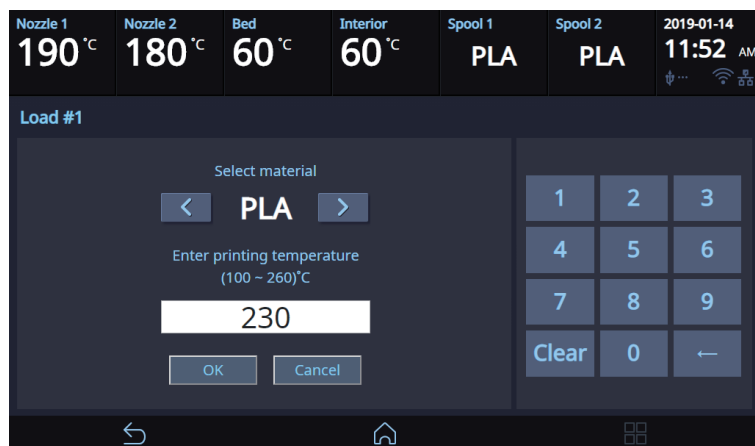 Nozzle 1 Nozzle 2 Bed Interior Spool 1 Spool 2 2019-01-14
190 °C 180 °C 60 °C 60 °C PLA PLA 11:52 AM
Load #1
Select material
< PLA >
Enter printing temperature
(100 ~ 260)°C
230
OK Cancel
1 2 3
4 5 6
7 8 9
Clear 0 ←